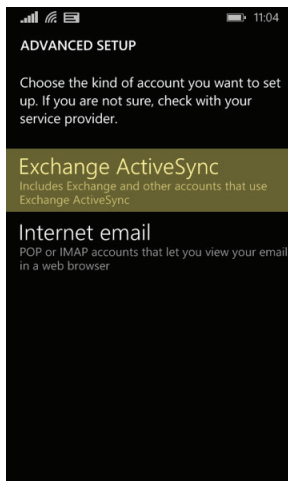 11:04
ADVANCED SETUP
Choose the kind of account you want to set
up. If you are not sure, check with your
service provider.
Exchange ActiveSync
Includes Exchange and other accounts that use
Exchange ActiveSync
Internet email
POP or IMAP accounts that let you view your email
in a web browser